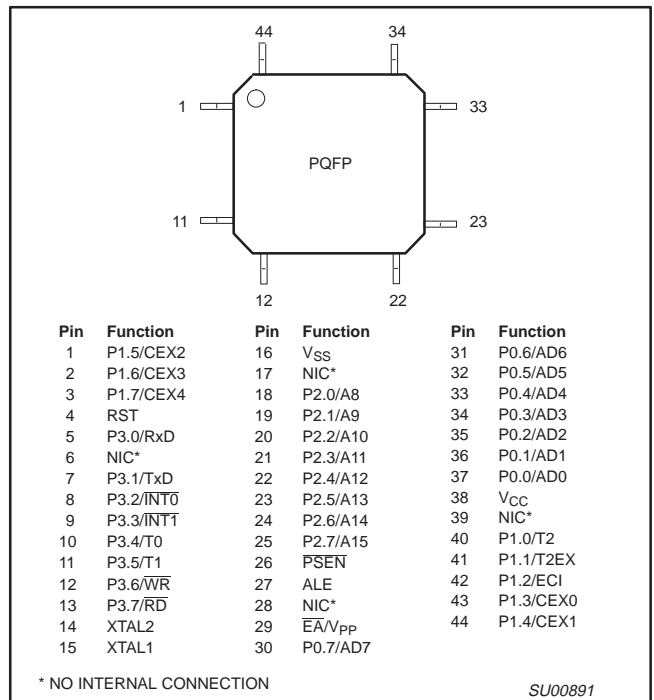 44 34
1 33
PQFP
11 23
12 22
Pin Function Pin Function Pin Function
1 P1.5/CEX2 16 VSS 31 P0.6/AD6
2 P1.6/CEX3 17 NIC* 32 P0.5/AD5
3 P1.7/CEX4 18 P2.0/A8 33 P0.4/AD4
4 RST 19 P2.1/A9 34 P0.3/AD3
5 P3.0/RxD 20 P2.2/A10 35 P0.2/AD2
6 NIC* 21 P2.3/A11 36 P0.1/AD1
7 P3.1/TxD 22 P2.4/A12 37 P0.0/AD0
8 P3.2/INT0 23 P2.5/A13 38 VCC
9 P3.3/INT1 24 P2.6/A14 39 NIC*
10 P3.4/T0 25 P2.7/A15 40 P1.0/T2
11 P3.5/T1 26 PSEN 41 P1.1/T2EX
12 P3.6/WR 27 ALE 42 P1.2/ECI
13 P3.7/RD 28 NIC* 43 P1.3/CEX0
14 XTAL2 29 EA/VPP 44 P1.4/CEX1
15 XTAL1 30 P0.7/AD7
* NO INTERNAL CONNECTION
SU00891